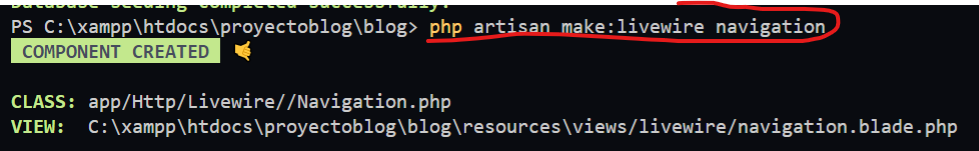 Database seeding completed successfully.
PS C:\xampp\htdocs\proyectoblog\blog> php artisan make:livewire navigation
COMPONENT CREATED 🤙
CLASS: app/Http/Livewire//Navigation.php
VIEW: C:\xampp\htdocs\proyectoblog\blog\resources\views/livewire/navigation.blade.php